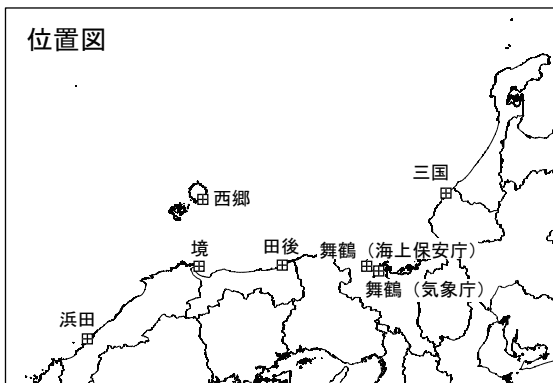 位置図
三国
西郷
境
田後
舞鶴（海上保安庁）
舞鶴（気象庁）
浜田